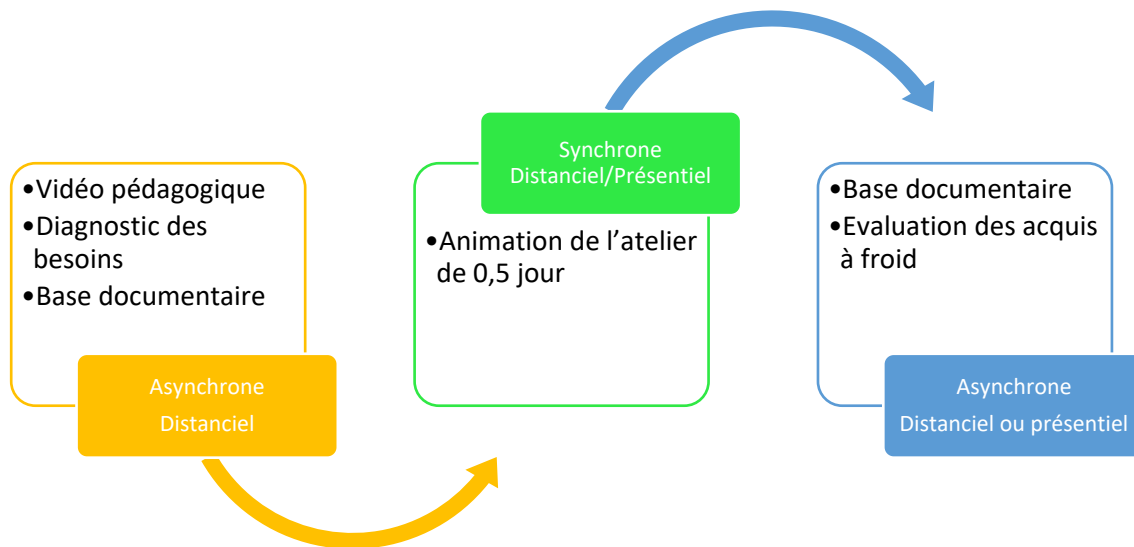 •Vidéo pédagogique
•Diagnostic des
besoins
•Base documentaire
Asynchrone
Distanciel
Synchrone
Distanciel/Présentiel
•Animation de l’atelier
de 0,5 jour
•Base documentaire
•Evaluation des acquis
à froid
Asynchrone
Distanciel ou présentiel